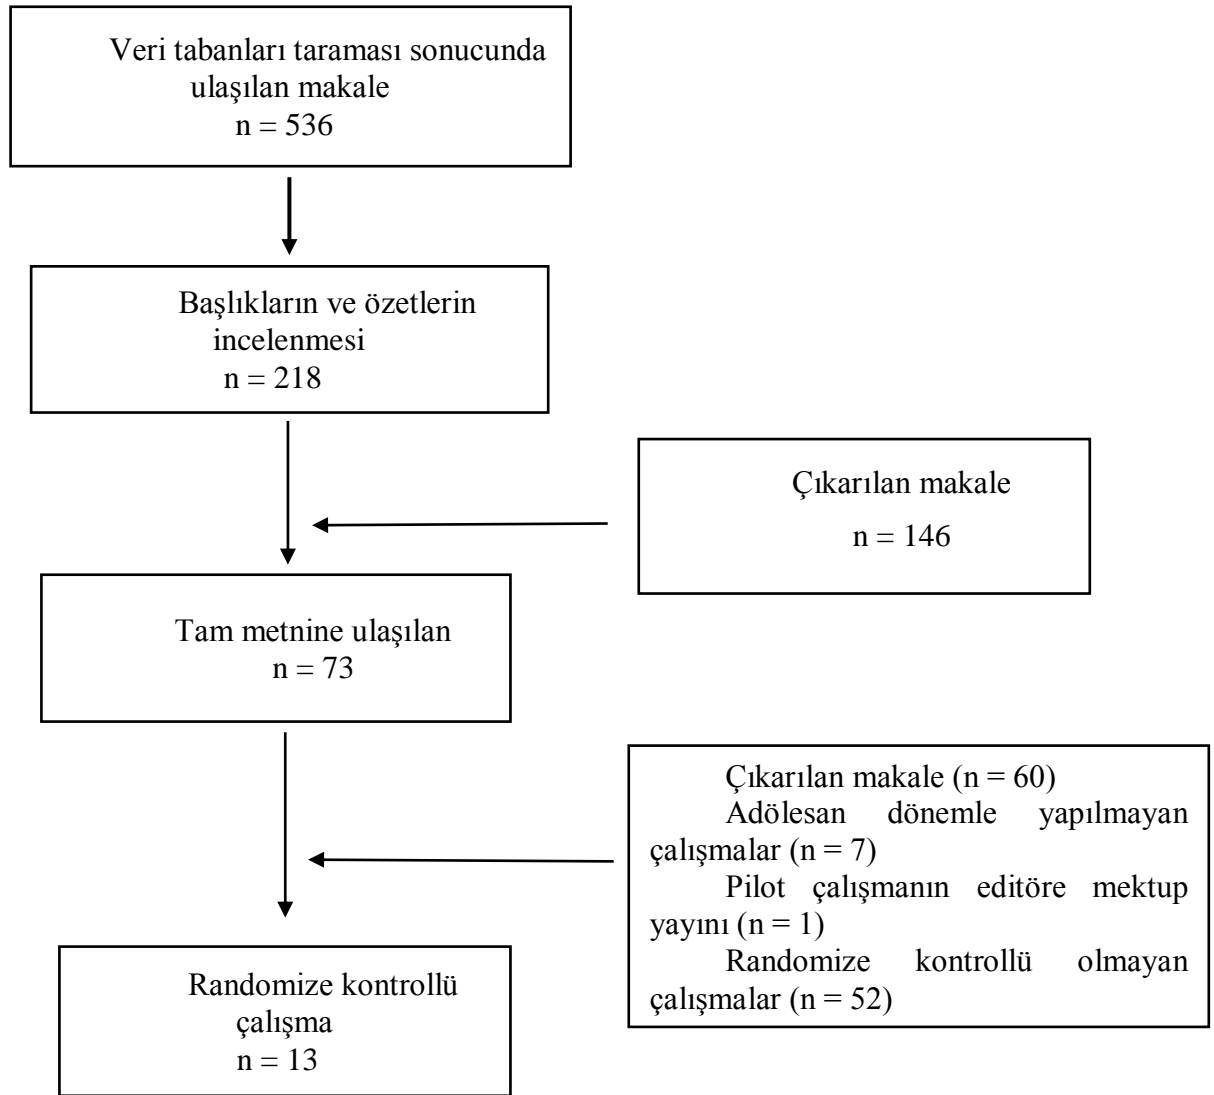 Veri tabanları taraması sonucunda
ulaşılan makale
n = 536
Başlıkların ve özetlerin
incelenmesi
n = 218
Çıkarılan makale
n = 146
Tam metnine ulaşılan
n = 73
Çıkarılan makale (n = 60)
Adölesan dönemle yapılmayan
çalışmalar (n = 7)
Pilot çalışmanın editöre mektup
yayını (n = 1)
Randomize kontrollü olmayan
çalışmalar (n = 52)
Randomize kontrollü
çalışma
n = 13